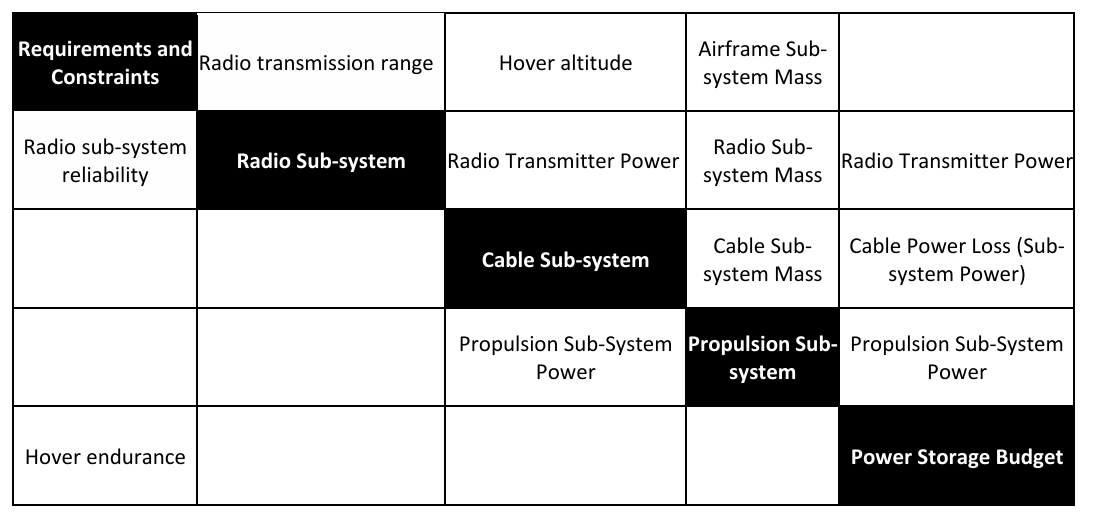 Requirements and
Constraints
Radio transmission range
Hover altitude
Airframe Sub-
system Mass
Radio sub-system
reliability
Radio Sub-system
Radio Transmitter Power
Radio Sub-
system Mass
Radio Transmitter Power
Cable Sub-system
Cable Sub-
system Mass
Cable Power Loss (Sub-
system Power)
Propulsion Sub-System
Power
Propulsion Sub-
system
Propulsion Sub-System
Power
Hover endurance
Power Storage Budget